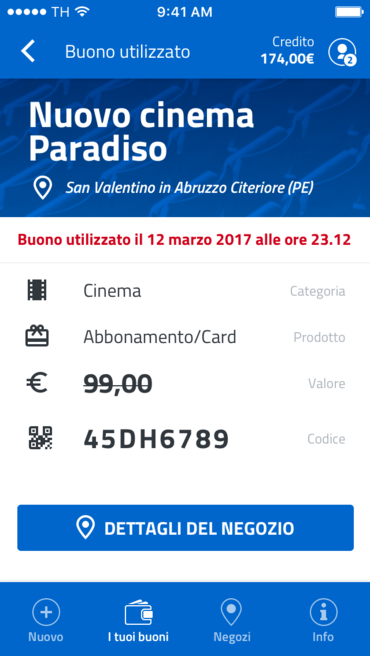 TH 9:41 AM
Buono utilizzato
Credito
174,00€
2
Nuovo cinema
Paradiso
San Valentino in Abruzzo Citeriore (PE)
Buono utilizzato il 12 marzo 2017 alle ore 23.12
Cinema Categoria
Abbonamento/Card Prodotto
€ 99,00 Valore
45DH6789 Codice
DETTAGLI DEL NEGOZIO
Nuovo I tuoi buoni Negozi Info